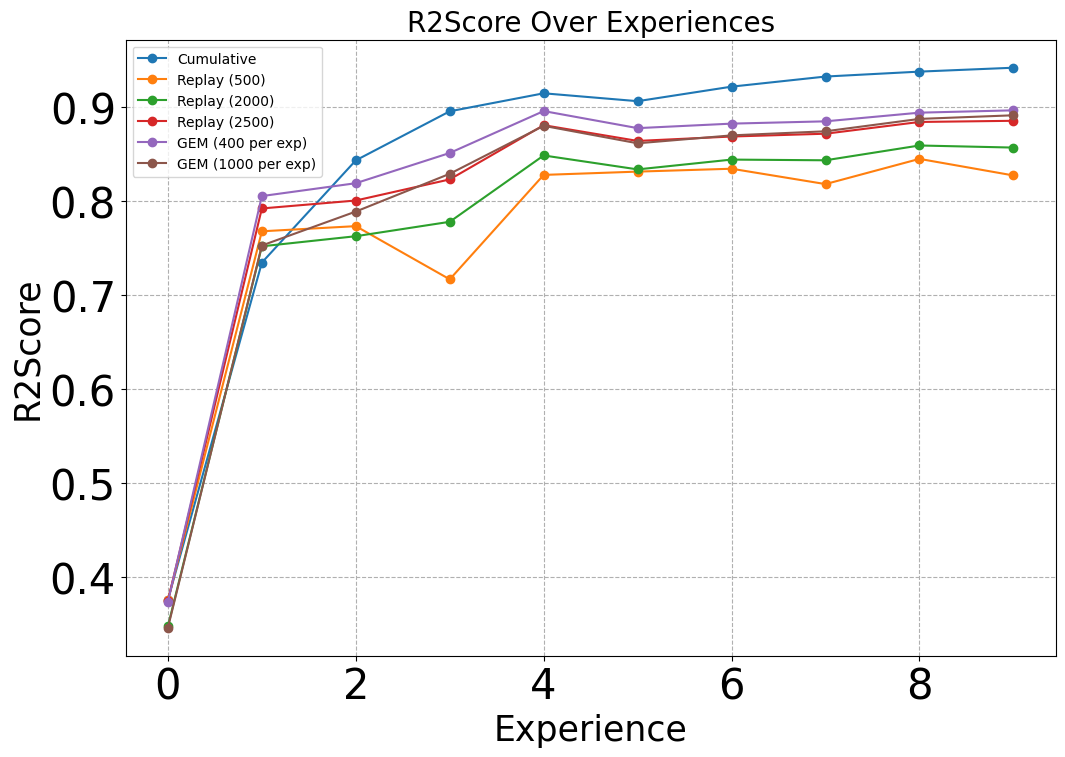 R2Score Over Experiences
Cumulative
Replay (500)
Replay (2000)
Replay (2500)
GEM (400 per exp)
GEM (1000 per exp)
0.9
0.8
0.7
0.6
0.5
0.4
R2Score
0
2
4
6
8
Experience